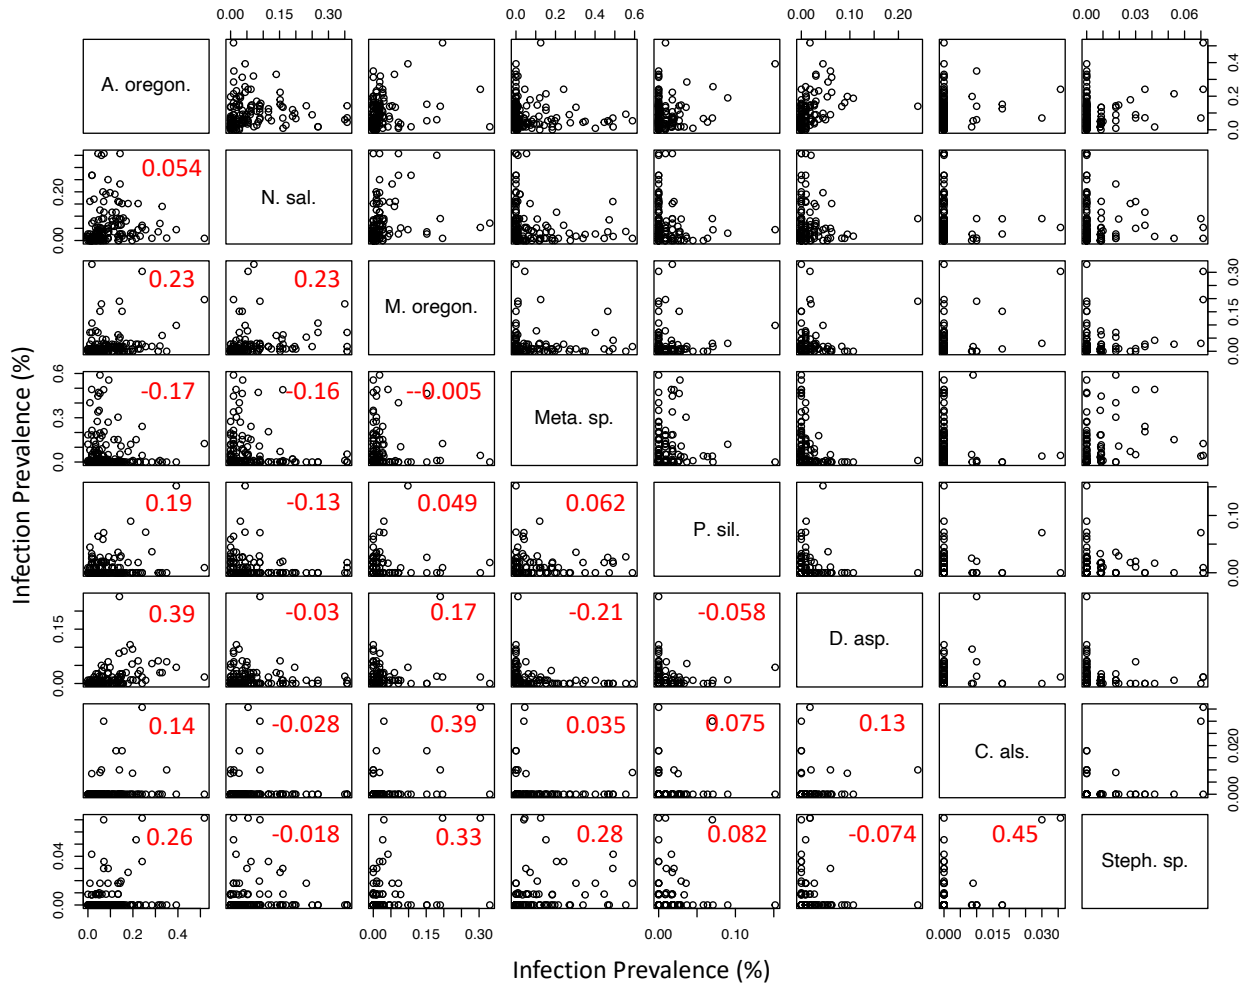 0.00 0.30 0.0 0.2 0.4 0.6 0.00 0.10 0.20 0.00 0.03 0.06
A. oregon. 0.0 0.2 0.4
0.00 0.20 0.054 N. sal.
0.23 0.23 M. oregon. 0.00 0.15 0.30
0.0 0.3 0.6 -0.17 -0.16 --0.005 Meta. sp.
0.19 -0.13 0.049 0.062 P. sil. 0.00 0.10
0.00 0.15 0.39 -0.03 0.17 -0.21 -0.058 D. asp.
0.14 -0.028 0.39 0.035 0.075 0.13 C. als. 0.000 0.020
0.00 0.04 0.26 -0.018 0.33 0.28 0.082 -0.074 0.45 Steph. sp.
0.0 0.2 0.4 0.00 0.15 0.30 0.00 0.10 0.000 0.015 0.030
Infection Prevalence (%)
Infection Prevalence (%)